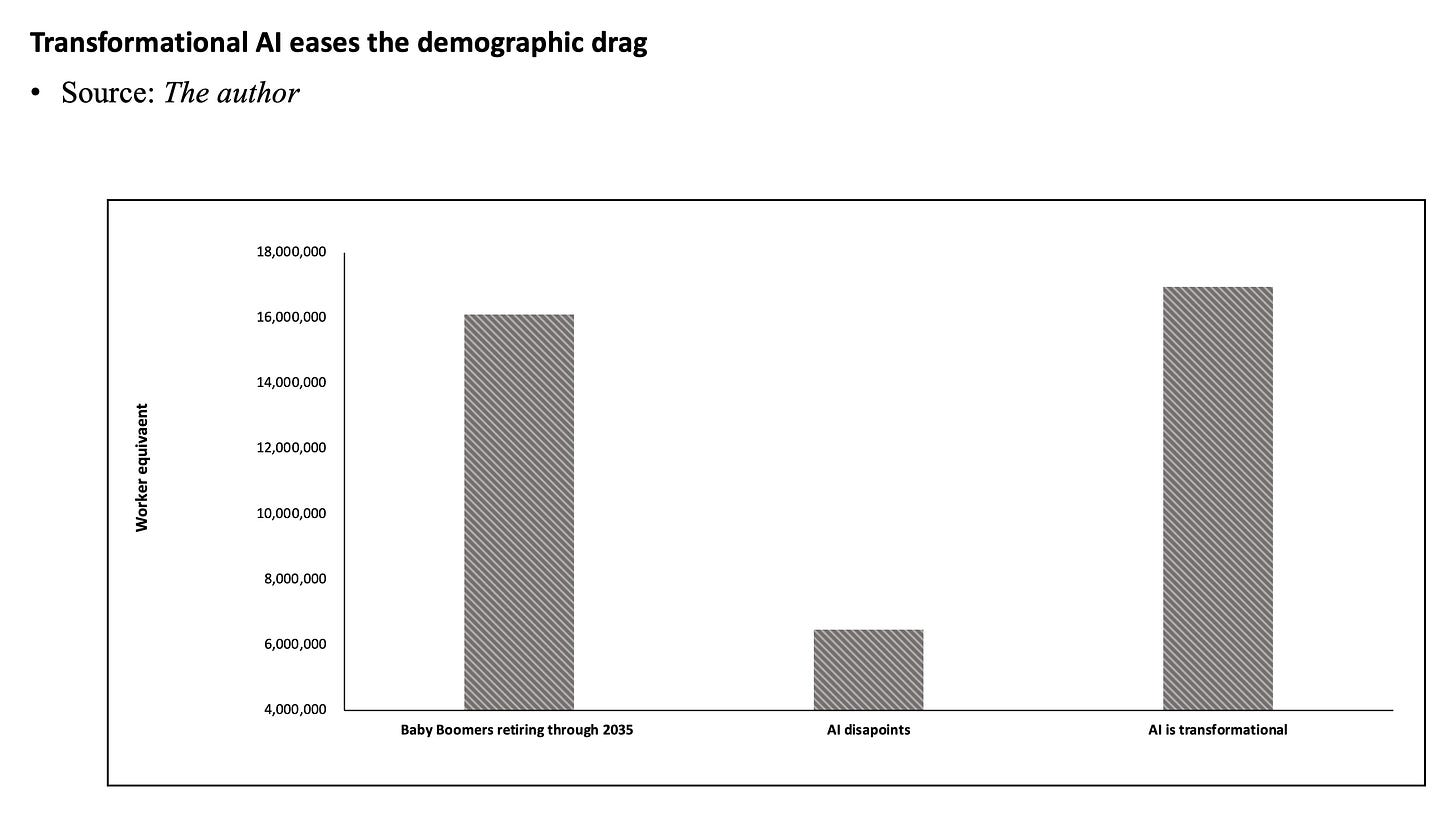 Transformational AI eases the demographic drag
• Source: The author
18,000,000
16,000,000
14,000,000
12,000,000
10,000,000
8,000,000
6,000,000
4,000,000
Worker equivaent
Baby Boomers retiring through 2035
AI disapoints
AI is transformational